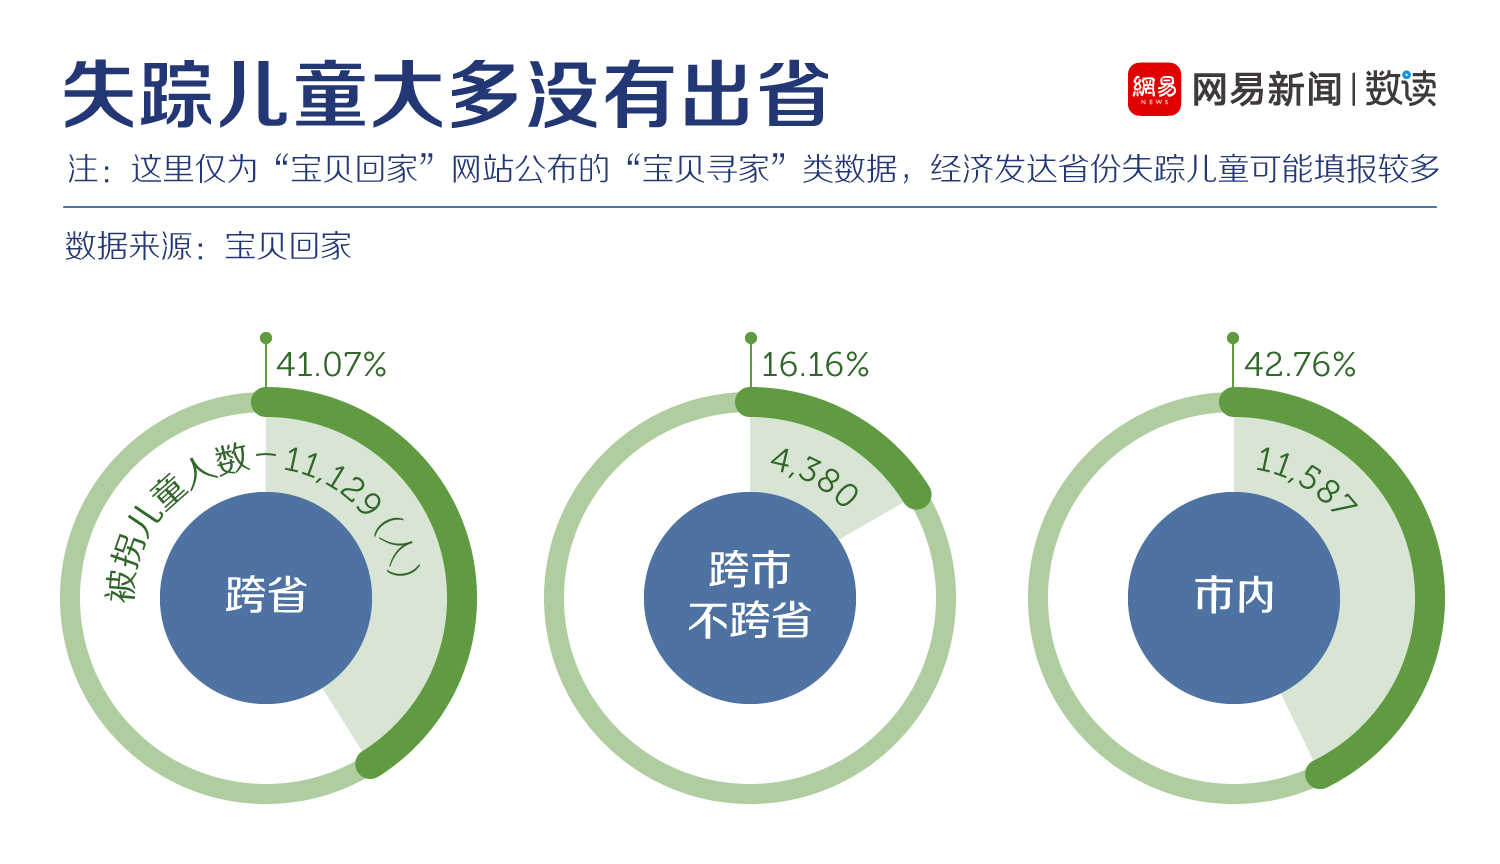 失踪儿童大多没有出省
網易
NEWS
网易新闻 | 数读
注：这里仅为“宝贝回家”网站公布的“宝贝寻家”类数据，经济发达省份失踪儿童可能填报较多
数据来源：宝贝回家
41.07%
被拐儿童人数－11,129（人）
跨省
16.16%
4,380
跨市
不跨省
42.76%
11,587
市内